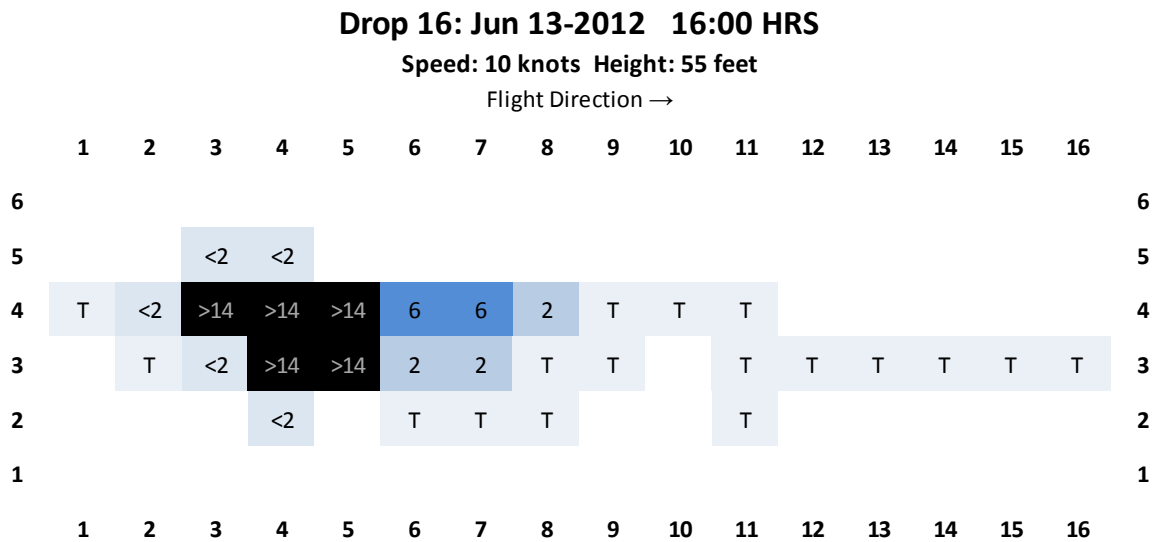 Drop 16: Jun 13-2012 16:00 HRS
Speed: 10 knots Height: 55 feet
Flight Direction →
1 2 3 4 5 6 7 8 9 10 11 12 13 14 15 16
6 6
5 <2 <2 5
4 T <2 >14 >14 >14 6 6 2 T T T 4
3 T <2 >14 >14 2 2 T T T T T T T T 3
2 <2 T T T T 2
1 1
1 2 3 4 5 6 7 8 9 10 11 12 13 14 15 16